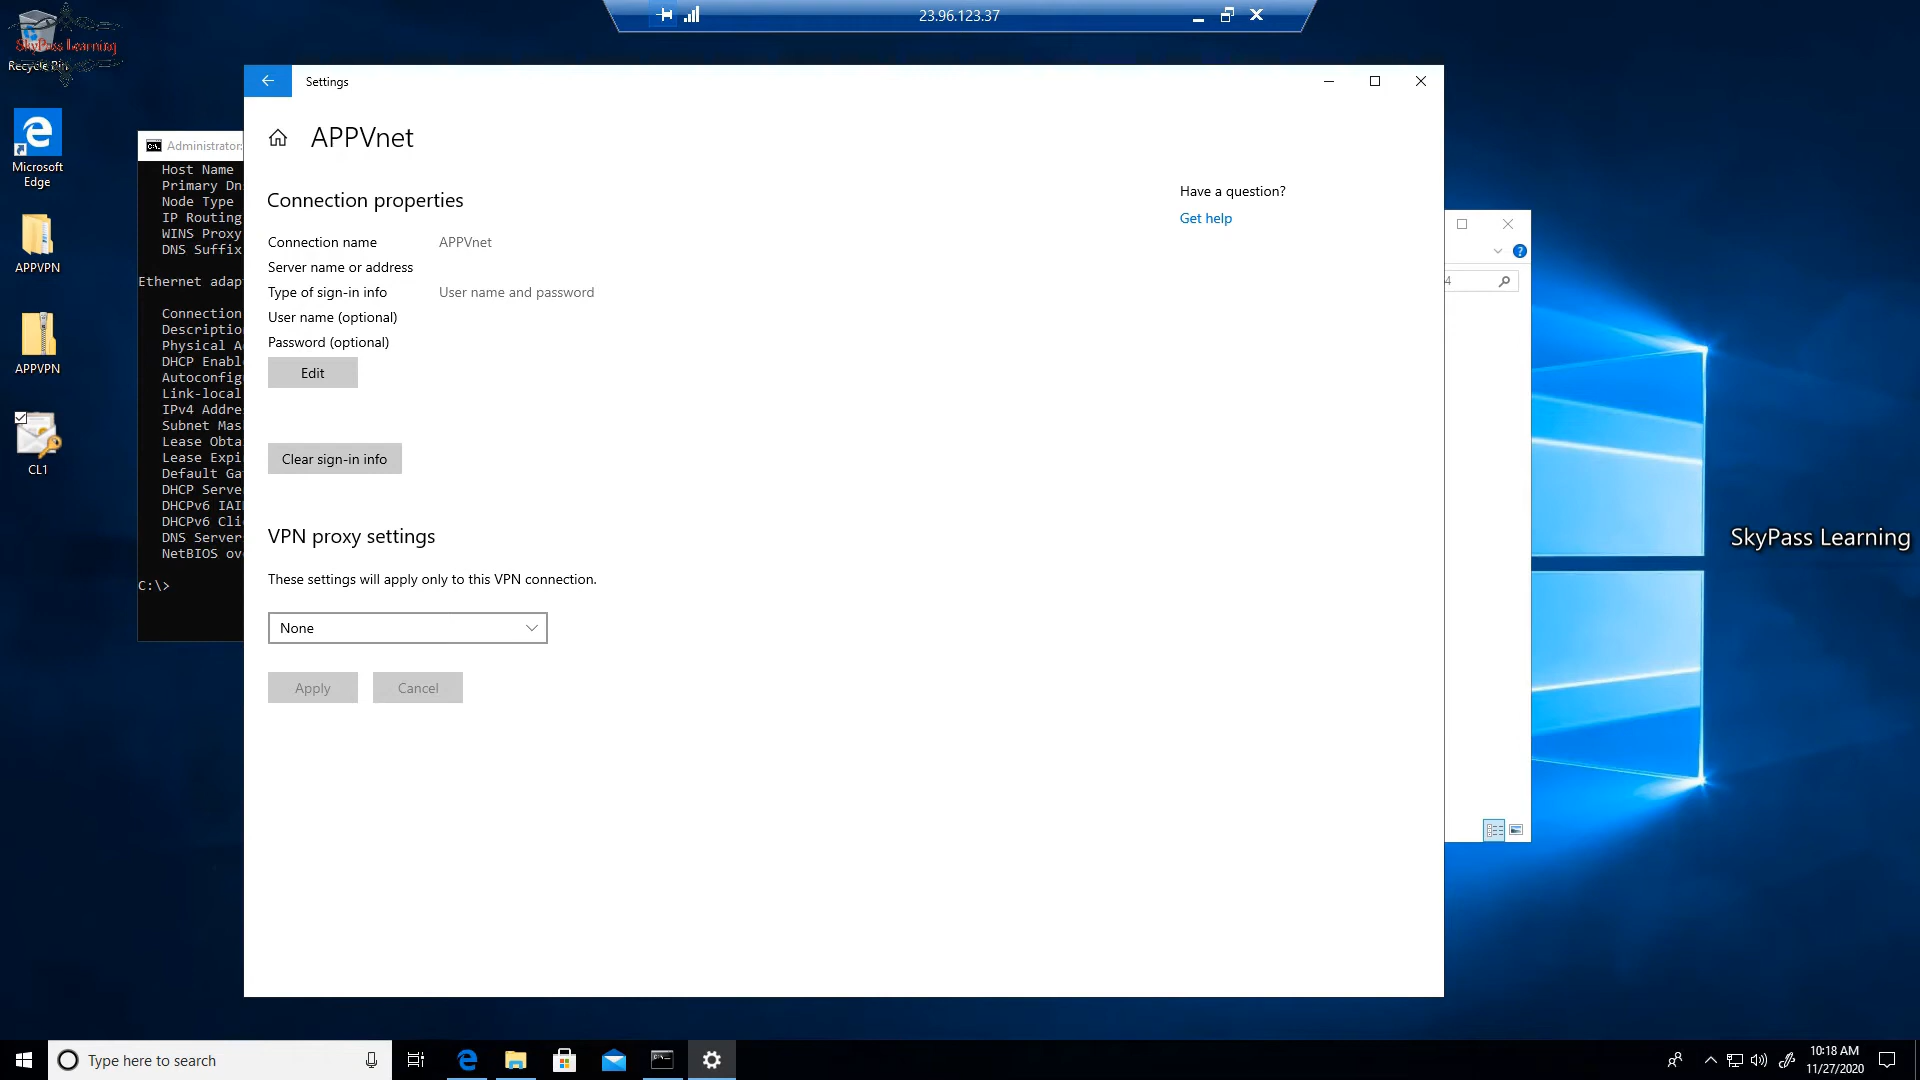 23.96.123.37
SkyPass Learning
Recycle Bin
Microsoft
Edge
APPVPN
APPVPN
CL1
Administrator:
Host Name
Primary Dn
Node Type
IP Routing
WINS Proxy
DNS Suffix
Ethernet adap
Connection
Descriptio
Physical A
DHCP Enabl
Autoconfig
Link-local
IPv4 Addre
Subnet Mas
Lease Obta
Lease Expi
Default Ga
DHCP Serve
DHCPv6 IAI
DHCPv6 Cli
DNS Server
NetBIOS ov
C:\>
Settings
APPVnet
Connection properties
Connection name APPVnet
Server name or address
Type of sign-in info User name and password
User name (optional)
Password (optional)
Edit
Clear sign-in info
VPN proxy settings
These settings will apply only to this VPN connection.
None
Apply Cancel
Have a question?
Get help
4
SkyPass Learning
Type here to search
10:18 AM
11/27/2020